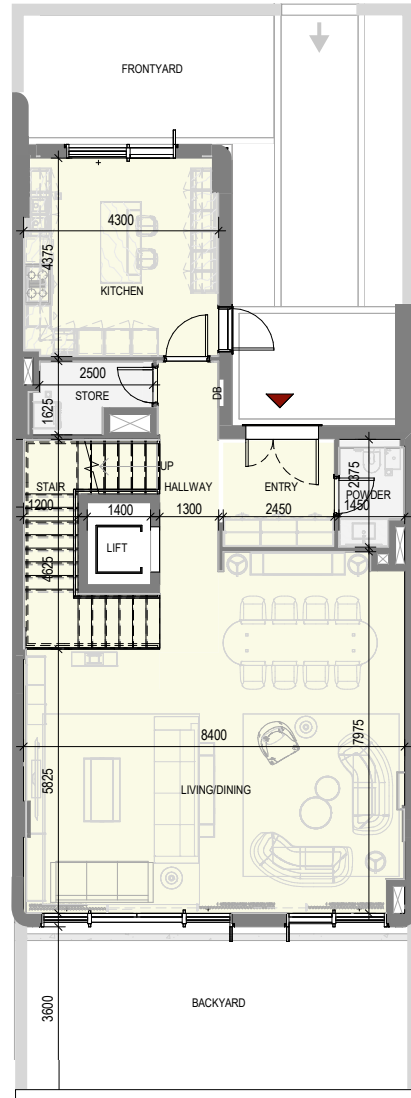 FRONTYARD
4300
4375
KITCHEN
2500
STORE
1625
DB
UP
STAIR
HALLWAY
ENTRY
2375
POWDER
1200
1400
1300
2450
1450
LIFT
4625
8400
7975
5825
LIVING/DINING
BACKYARD
3600